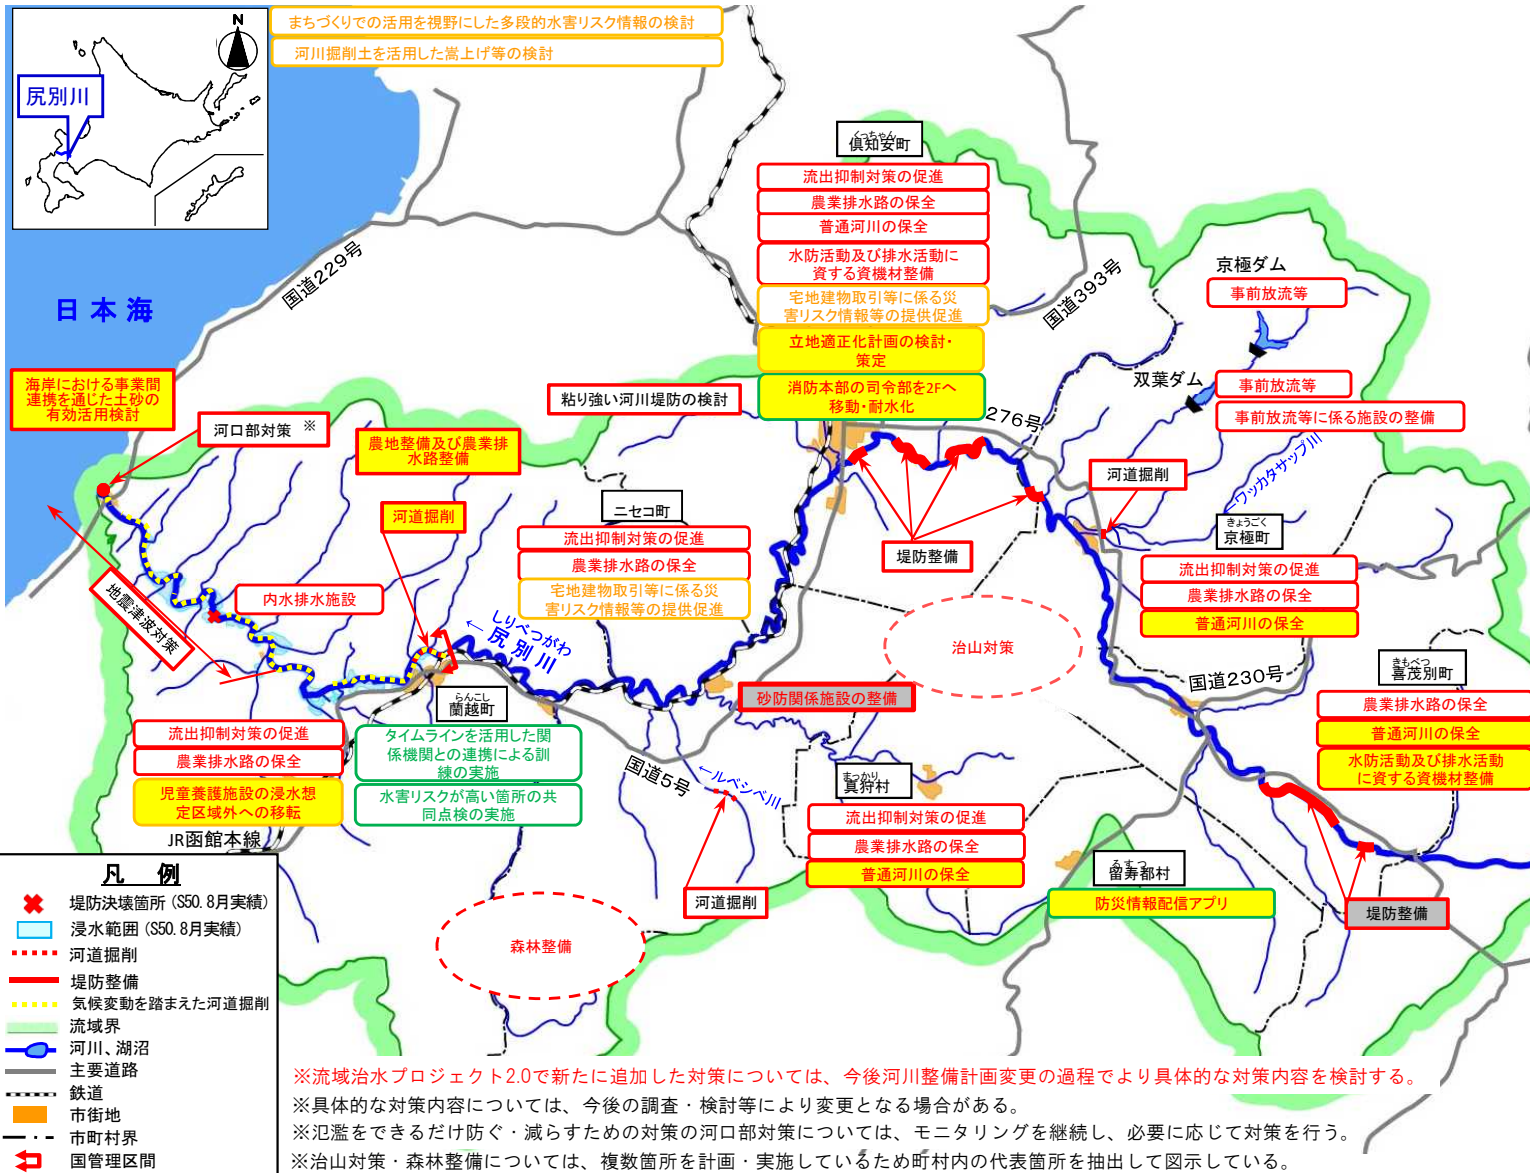 まちづくりでの活用を視野にした多段的水害リスク情報の検討
河川掘削土を活用した嵩上げ等の検討
N
尻別川
日本海
国道229号
国道393号
くっちゃん
倶知安町
流出抑制対策の促進
農業排水路の保全
普通河川の保全
水防活動及び排水活動に
資する資機材整備
宅地建物取引等に係る災
害リスク情報等の提供促進
立地適正化計画の検討・
策定
消防本部の司令部を2Fへ
移動・耐水化
京極ダム
事前放流等
双葉ダム
事前放流等
事前放流等に係る施設の整備
海岸における事業間
連携を通じた土砂の
有効活用検討
河口部対策 ※
農地整備及び農業排
水路整備
粘り強い河川堤防の検討
276号
←ワッカタサップ川
河道掘削
河道掘削
ニセコ町
流出抑制対策の促進
農業排水路の保全
宅地建物取引等に係る災
害リスク情報等の提供促進
堤防整備
きょうごく
京極町
流出抑制対策の促進
農業排水路の保全
普通河川の保全
地震津波対策
内水排水施設
しりべつがわ
←尻別川
治山対策
国道230号
きもべつ
喜茂別町
農業排水路の保全
普通河川の保全
水防活動及び排水活動
に資する資機材整備
砂防関係施設の整備
らんこし
蘭越町
流出抑制対策の促進
農業排水路の保全
児童養護施設の浸水想
定区域外への移転
タイムラインを活用した関
係機関との連携による訓
練の実施
水害リスクが高い箇所の共
同点検の実施
国道5号
←ルベシベ川
まっかり
真狩村
流出抑制対策の促進
農業排水路の保全
普通河川の保全
JR函館本線
るすつ
留寿都村
防災情報配信アプリ
河道掘削
堤防整備
森林整備
凡 例
堤防決壊箇所（S50.8月実績）
浸水範囲（S50.8月実績）
河道掘削
堤防整備
気候変動を踏まえた河道掘削
流域界
河川、湖沼
主要道路
鉄道
市街地
市町村界
国管理区間
※流域治水プロジェクト2.0で新たに追加した対策については、今後河川整備計画変更の過程でより具体的な対策内容を検討する。
※具体的な対策内容については、今後の調査・検討等により変更となる場合がある。
※氾濫をできるだけ防ぐ・減らすための対策の河口部対策については、モニタリングを継続し、必要に応じて対策を行う。
※治山対策・森林整備については、複数箇所を計画・実施しているため町村内の代表箇所を抽出して図示している。